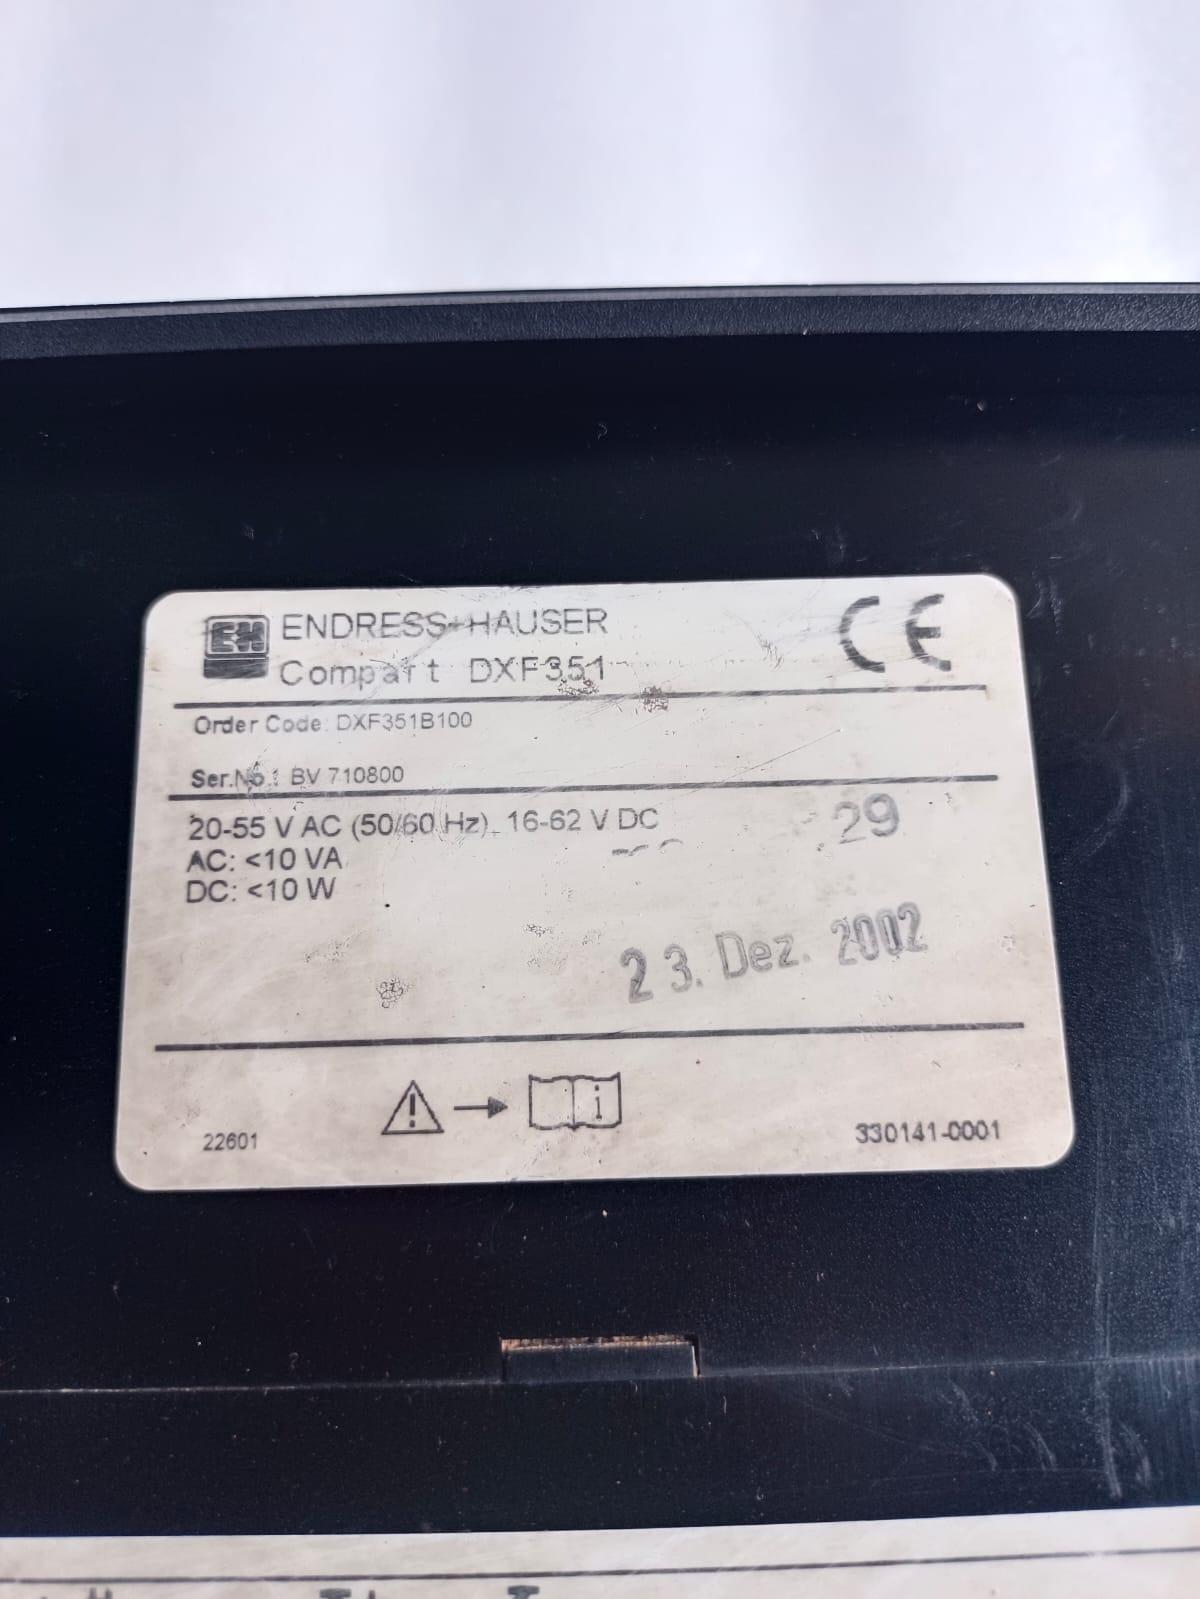 EH ENDRESS+HAUSER
Compart DXF351
CE
Order Code: DXF351B100
Ser.No.: BV 710800
20-55 V AC (50/60 Hz), 16-62 V DC
AC: <10 VA
DC: <10 W
29
23. Dez. 2002
22601
330141-0001